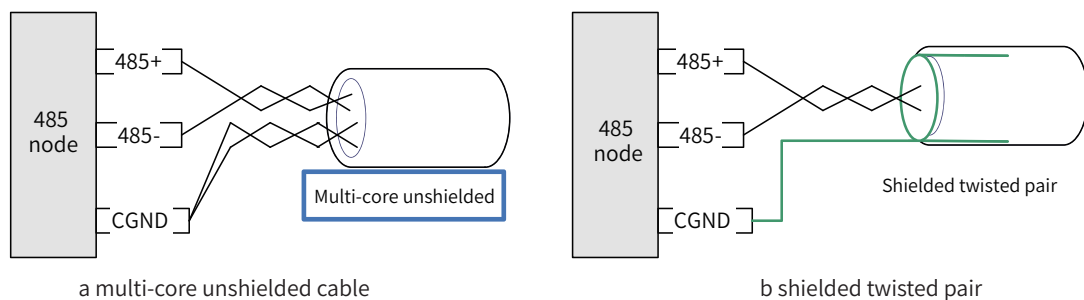 485+
485
node
485-
Multi-core unshielded
CGND
a multi-core unshielded cable
485+
485
node
485-
Shielded twisted pair
CGND
b shielded twisted pair